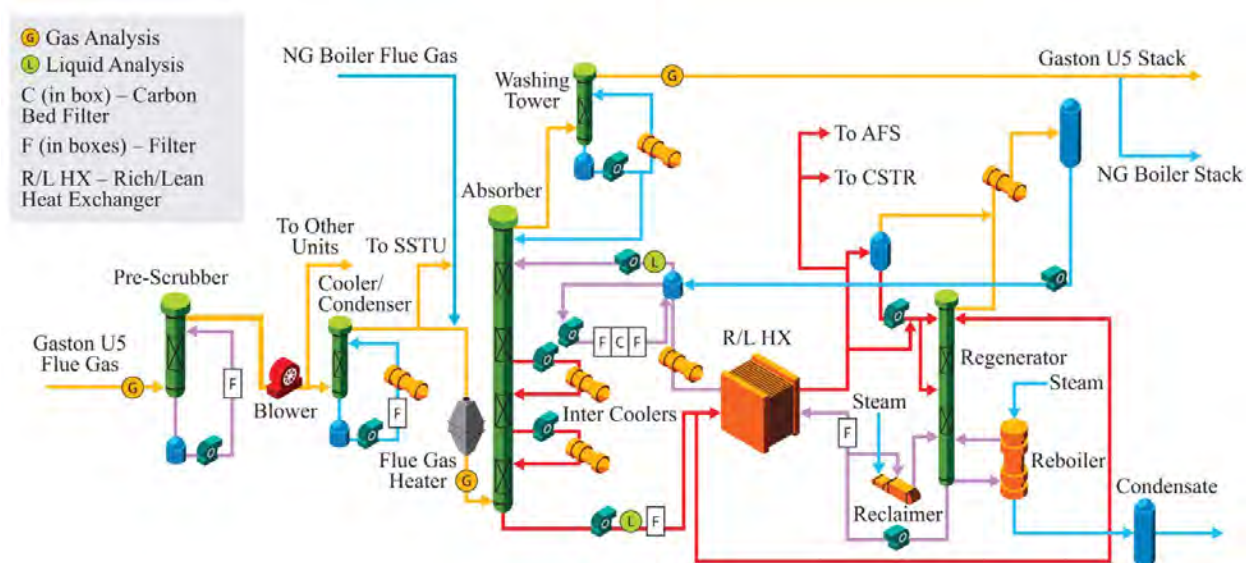 G Gas Analysis
L Liquid Analysis
C (in box) – Carbon
Bed Filter
F (in boxes) – Filter
R/L HX – Rich/Lean
Heat Exchanger
NG Boiler Flue Gas
Washing
Tower
G
Gaston U5 Stack
NG Boiler Stack
To AFS
To CSTR
Absorber
To Other
Units
To SSTU
Pre-Scrubber
Cooler/
Condenser
L
Gaston U5
Flue Gas
G
F
Blower
F
F C F
R/L HX
Regenerator
Inter Coolers
Steam
Steam
F
Reboiler
Flue Gas
Heater
G
Reclaimer
Condensate
L
F